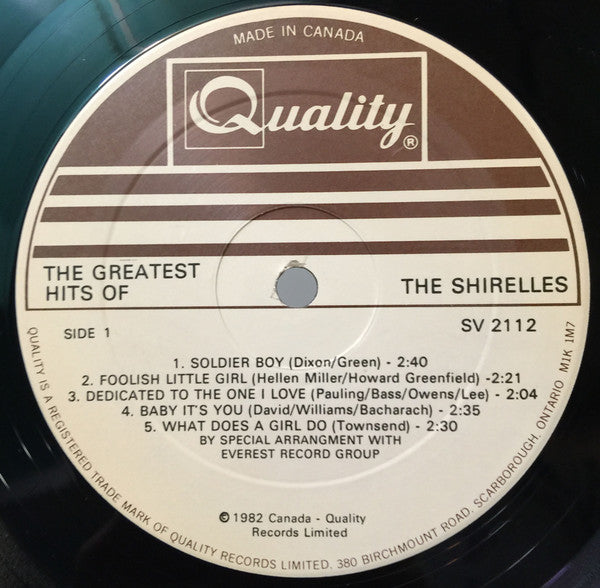 MADE IN CANADA
Quality®
THE GREATEST
HITS OF
THE SHIRELLES
SIDE 1
SV 2112
1. SOLDIER BOY (Dixon/Green) - 2:40
2. FOOLISH LITTLE GIRL (Hellen Miller/Howard Greenfield) -2:21
3. DEDICATED TO THE ONE I LOVE (Pauling/Bass/Owens/Lee) - 2:04
4. BABY IT'S YOU (David/Williams/Bacharach) - 2:35
5. WHAT DOES A GIRL DO (Townsend) - 2:30
BY SPECIAL ARRANGMENT WITH
EVEREST RECORD GROUP
© 1982 Canada - Quality
Records Limited
QUALITY IS A REGISTERED TRADE MARK OF QUALITY RECORDS LIMITED. 380 BIRCHMOUNT ROAD, SCARBOROUGH, ONTARIO M1K 1M7